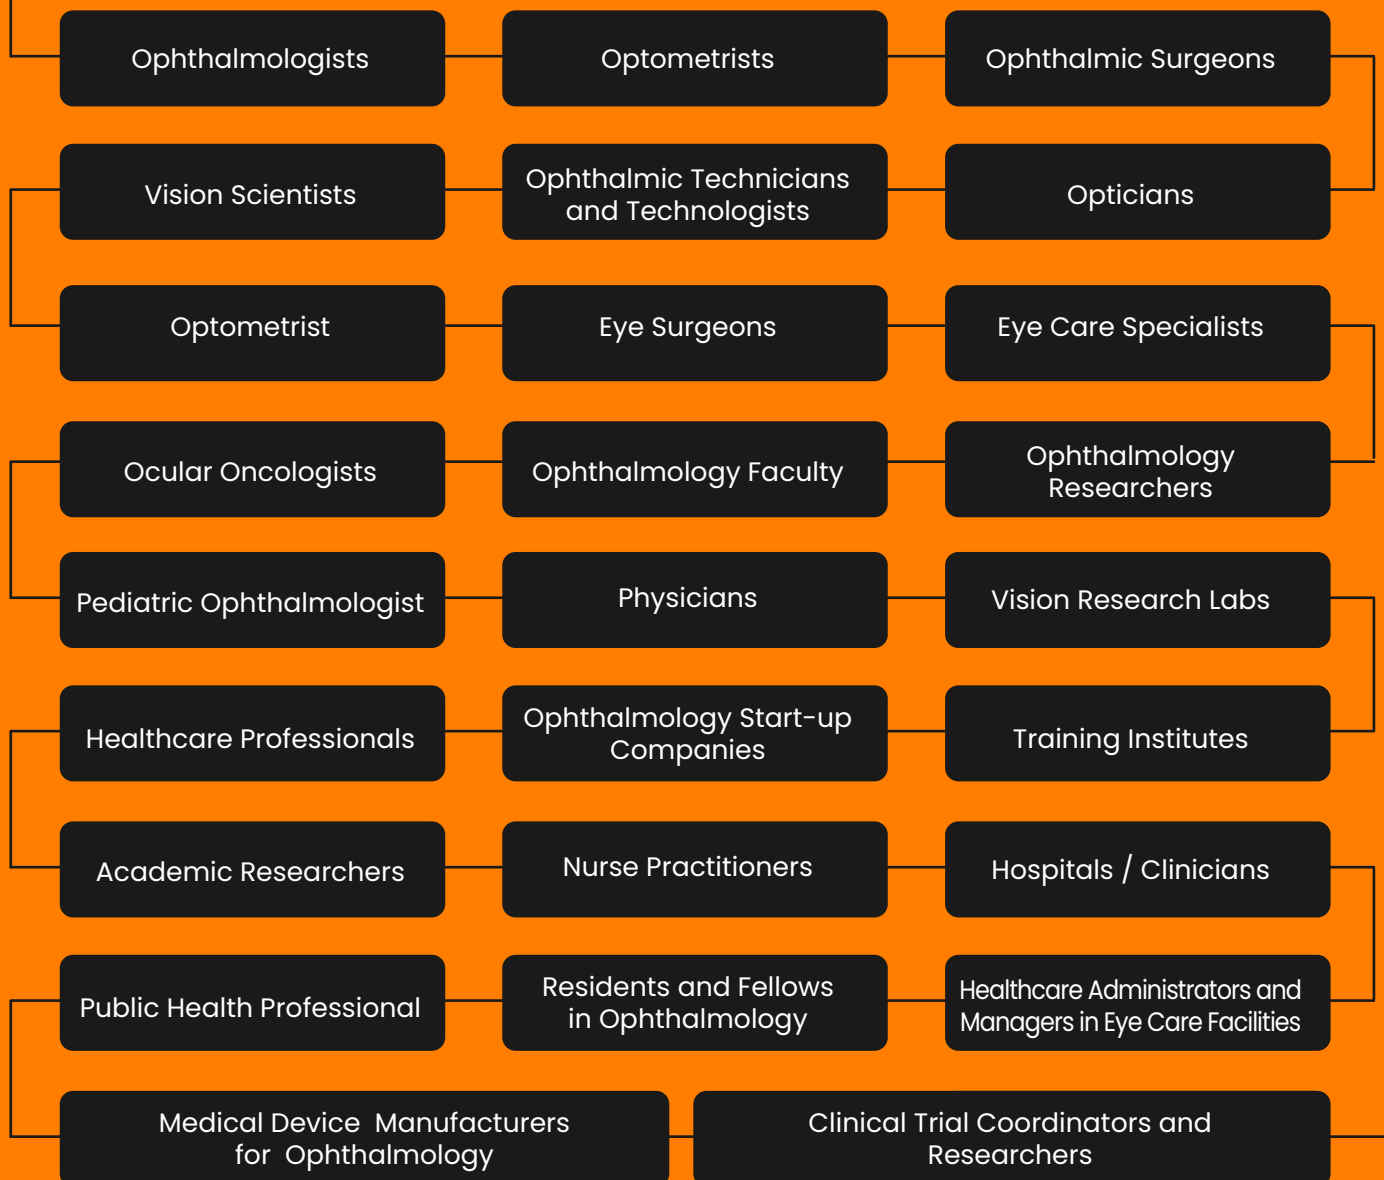 Ophthalmologists
Optometrists
Ophthalmic Surgeons
Vision Scientists
Ophthalmic Technicians
and Technologists
Opticians
Optometrist
Eye Surgeons
Eye Care Specialists
Ocular Oncologists
Ophthalmology Faculty
Ophthalmology
Researchers
Pediatric Ophthalmologist
Physicians
Vision Research Labs
Healthcare Professionals
Ophthalmology Start-up
Companies
Training Institutes
Academic Researchers
Nurse Practitioners
Hospitals / Clinicians
Public Health Professional
Residents and Fellows
in Ophthalmology
Healthcare Administrators and
Managers in Eye Care Facilities
Medical Device  Manufacturers
for  Ophthalmology
Clinical Trial Coordinators and
Researchers